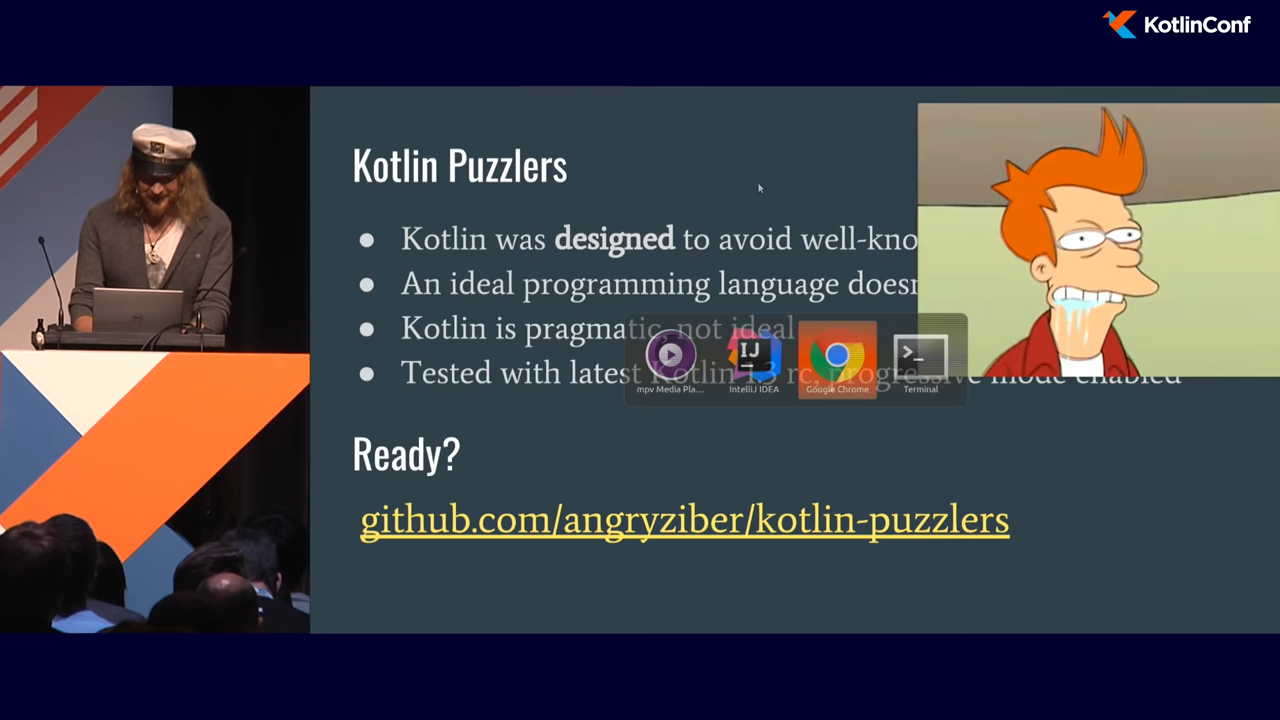 KotlinConf
Kotlin Puzzlers
Kotlin was designed to avoid well-kno
An ideal programming language does
Kotlin is pragmatic, not ideal
Tested with latest Kotlin 1.3 rc, progressive mode enabled
mpv Media Pla...
IntelliJ IDEA
Google Chrome
Terminal
IJ
Ready?
github.com/angryziber/kotlin-puzzlers